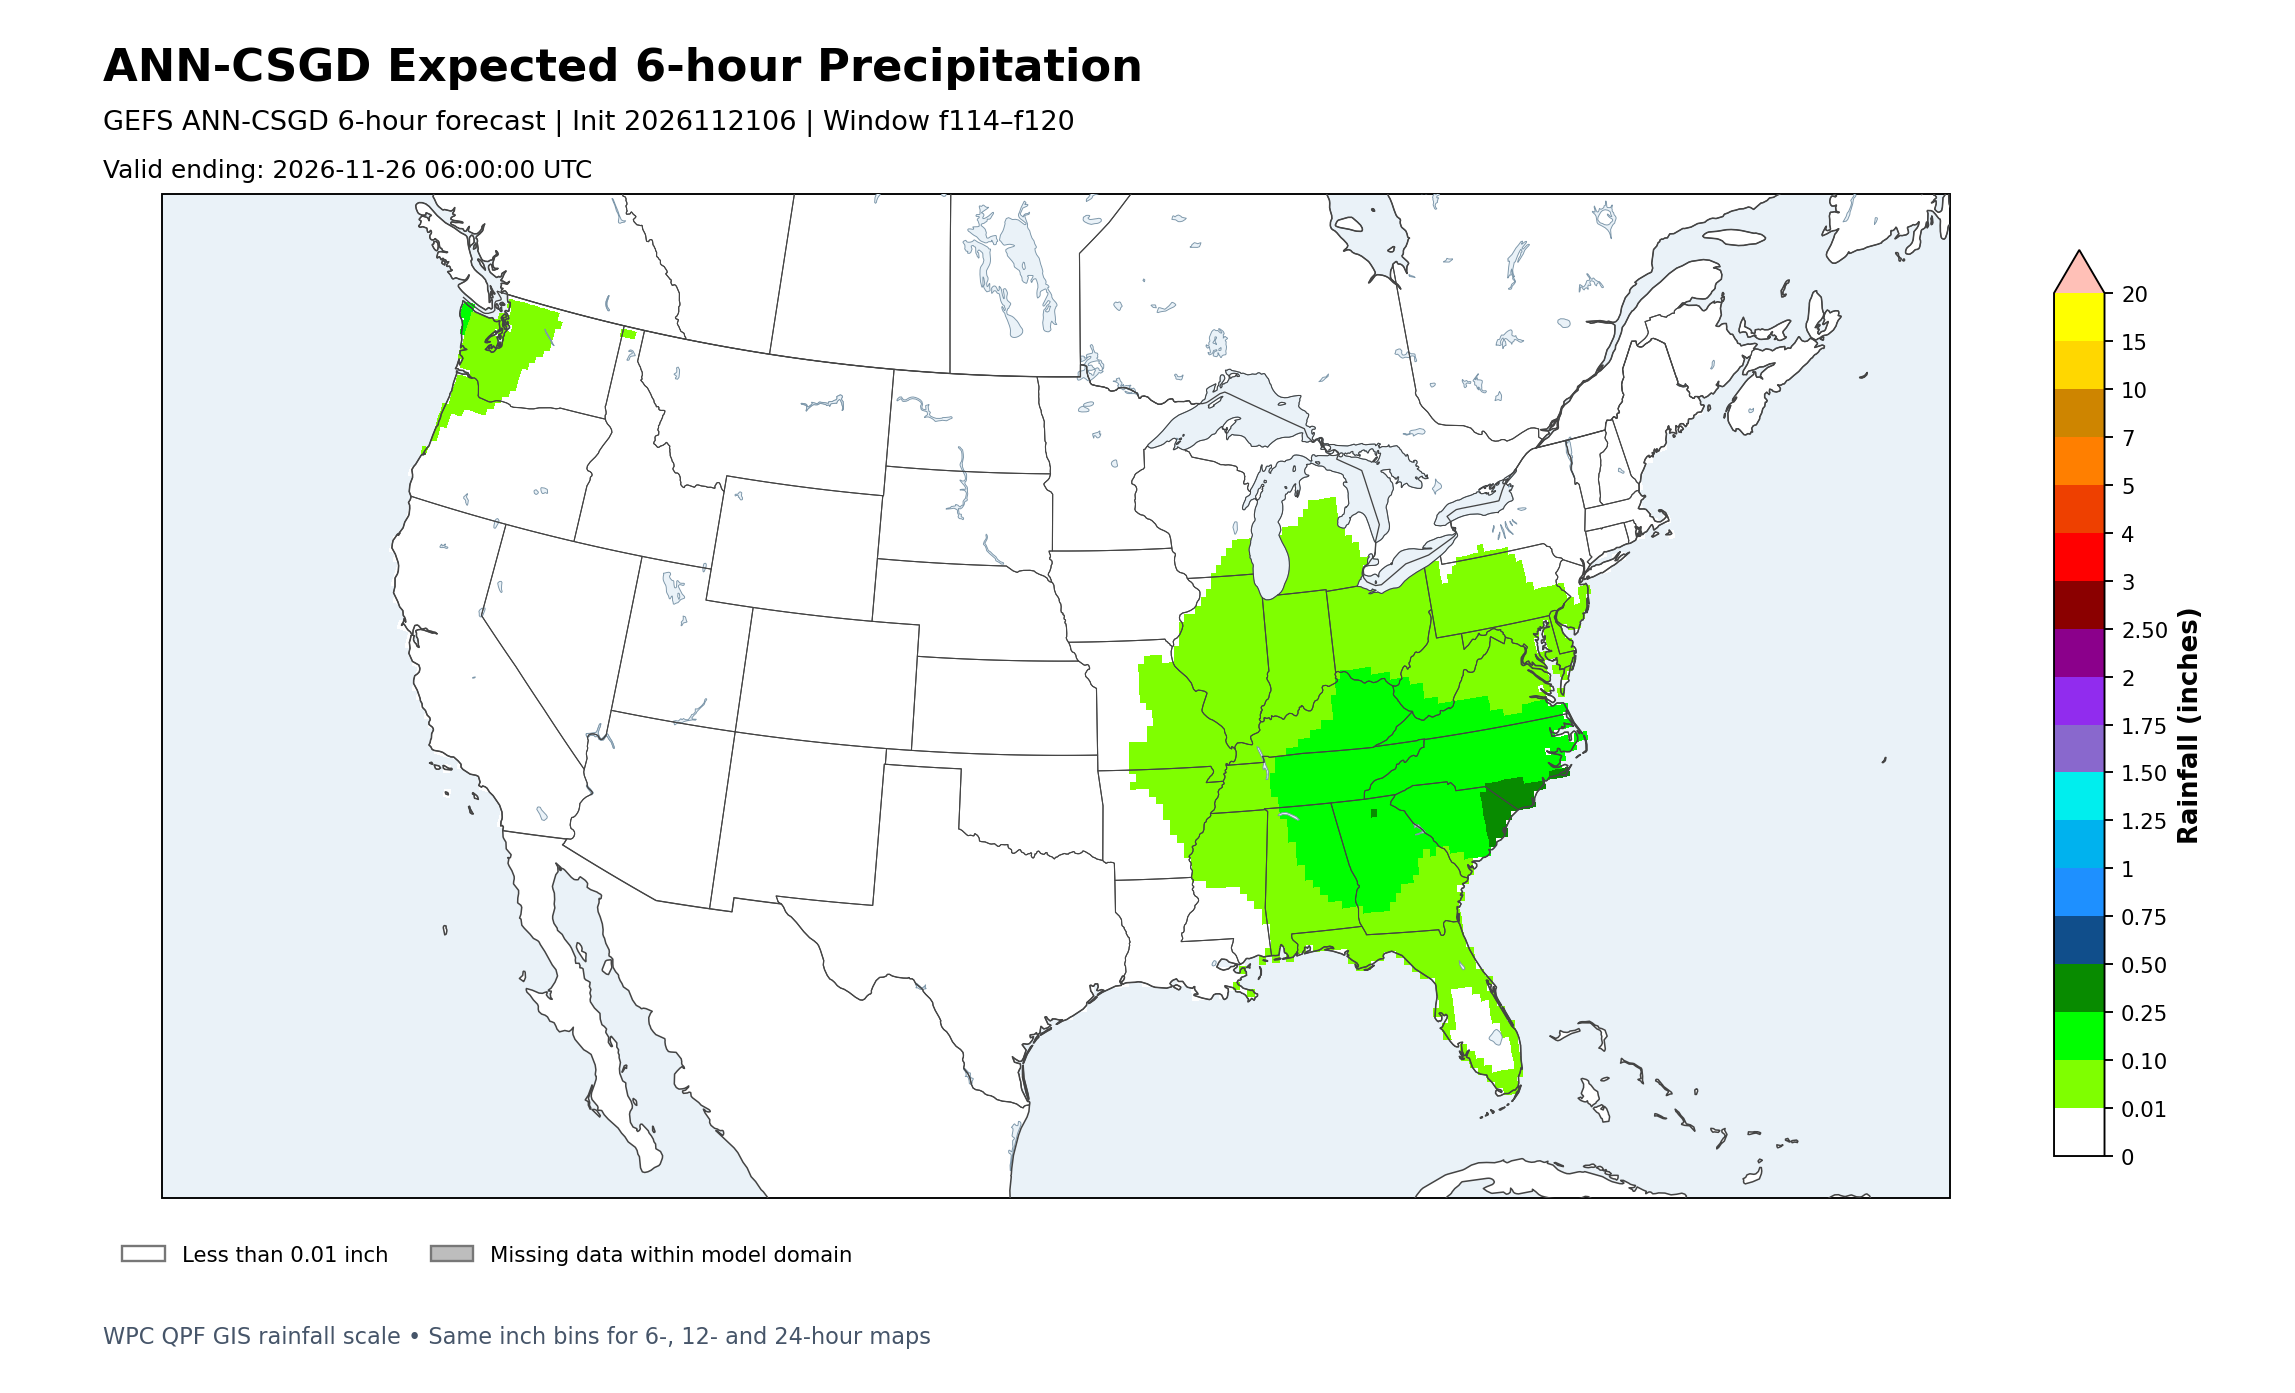 ANN-CSGD Expected 6-hour Precipitation
GEFS ANN-CSGD 6-hour forecast | Init 2026112106 | Window f114–f120
Valid ending: 2026-11-26 06:00:00 UTC
20
15
10
7
5
4
3
2.50
2
1.75
1.50
1.25
1
0.75
0.50
0.25
0.10
0.01
0
Rainfall (inches)
Less than 0.01 inch
Missing data within model domain
WPC QPF GIS rainfall scale • Same inch bins for 6-, 12- and 24-hour maps